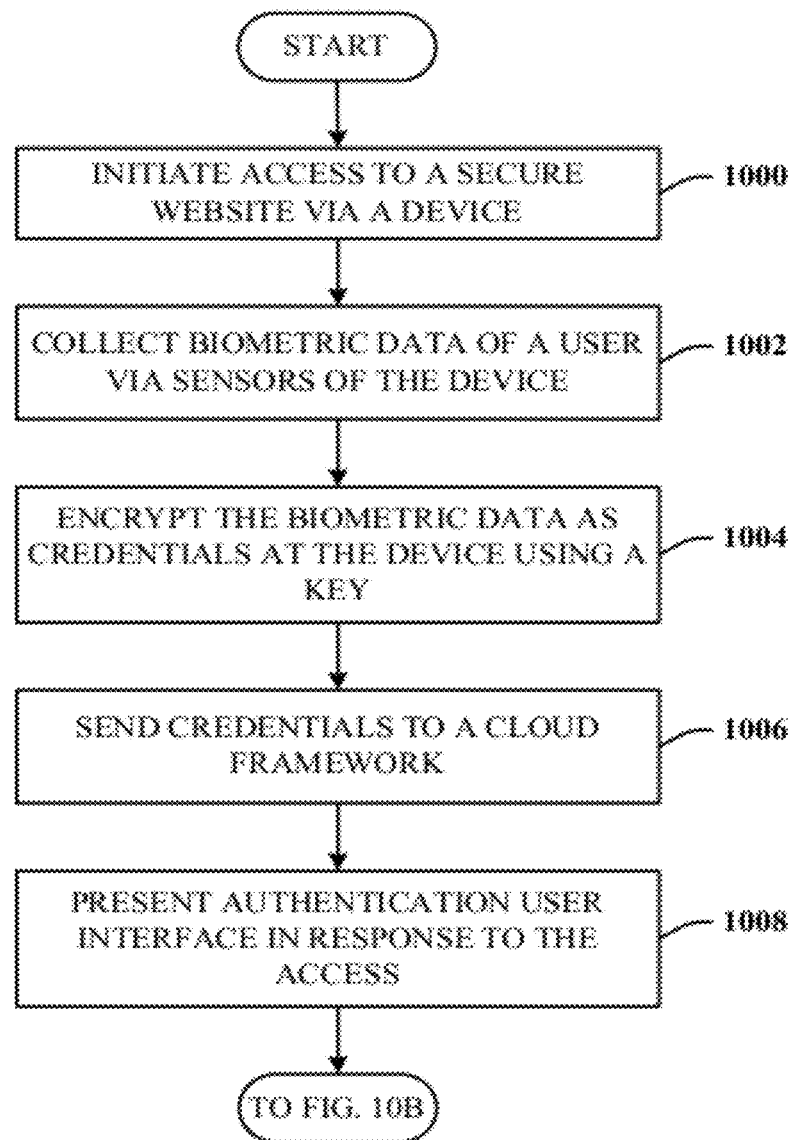 START
INITIATE ACCESS TO A SECURE
WEBSITE VIA A DEVICE
1000
COLLECT BIOMETRIC DATA OF A USER
VIA SENSORS OF THE DEVICE
1002
ENCRYPT THE BIOMETRIC DATA AS
CREDENTIALS AT THE DEVICE USING A
KEY
1004
SEND CREDENTIALS TO A CLOUD
FRAMEWORK
1006
PRESENT AUTHENTICATION USER
INTERFACE IN RESPONSE TO THE
ACCESS
1008
TO FIG. 10B